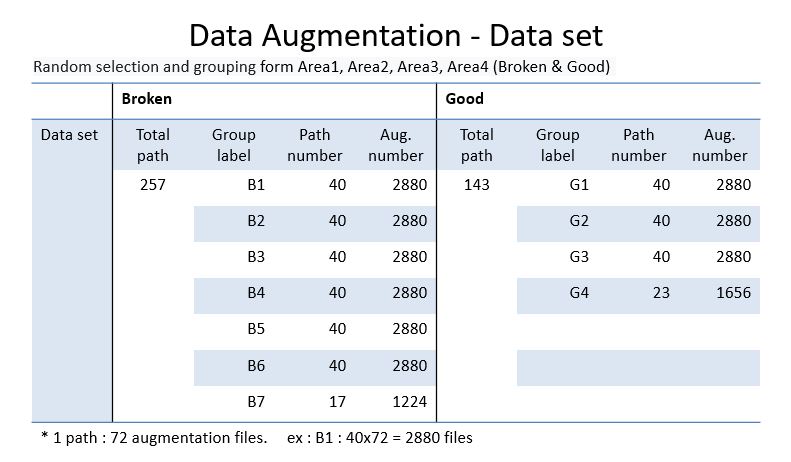 Data Augmentation - Data set
Random selection and grouping form Area1, Area2, Area3, Area4 (Broken & Good)
Broken Good
Data set Total path Group label Path number Aug. number Total path Group label Path number Aug. number
257 B1 40 2880 143 G1 40 2880
B2 40 2880 G2 40 2880
B3 40 2880 G3 40 2880
B4 40 2880 G4 23 1656
B5 40 2880
B6 40 2880
B7 17 1224
* 1 path : 72 augmentation files. ex : B1 : 40x72 = 2880 files